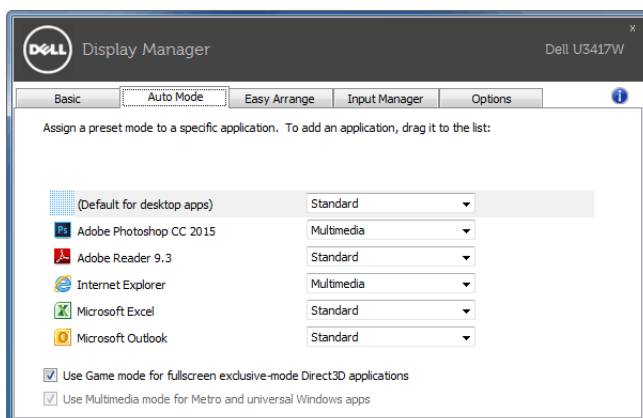 x
DELL Display Manager Dell U3417W
Basic Auto Mode Easy Arrange Input Manager Options i
Assign a preset mode to a specific application. To add an application, drag it to the list:
(Default for desktop apps) Standard
Ps Adobe Photoshop CC 2015 Multimedia
Adobe Reader 9.3 Standard
Internet Explorer Multimedia
Microsoft Excel Standard
Microsoft Outlook Standard
Use Game mode for fullscreen exclusive-mode Direct3D applications
Use Multimedia mode for Metro and universal Windows apps